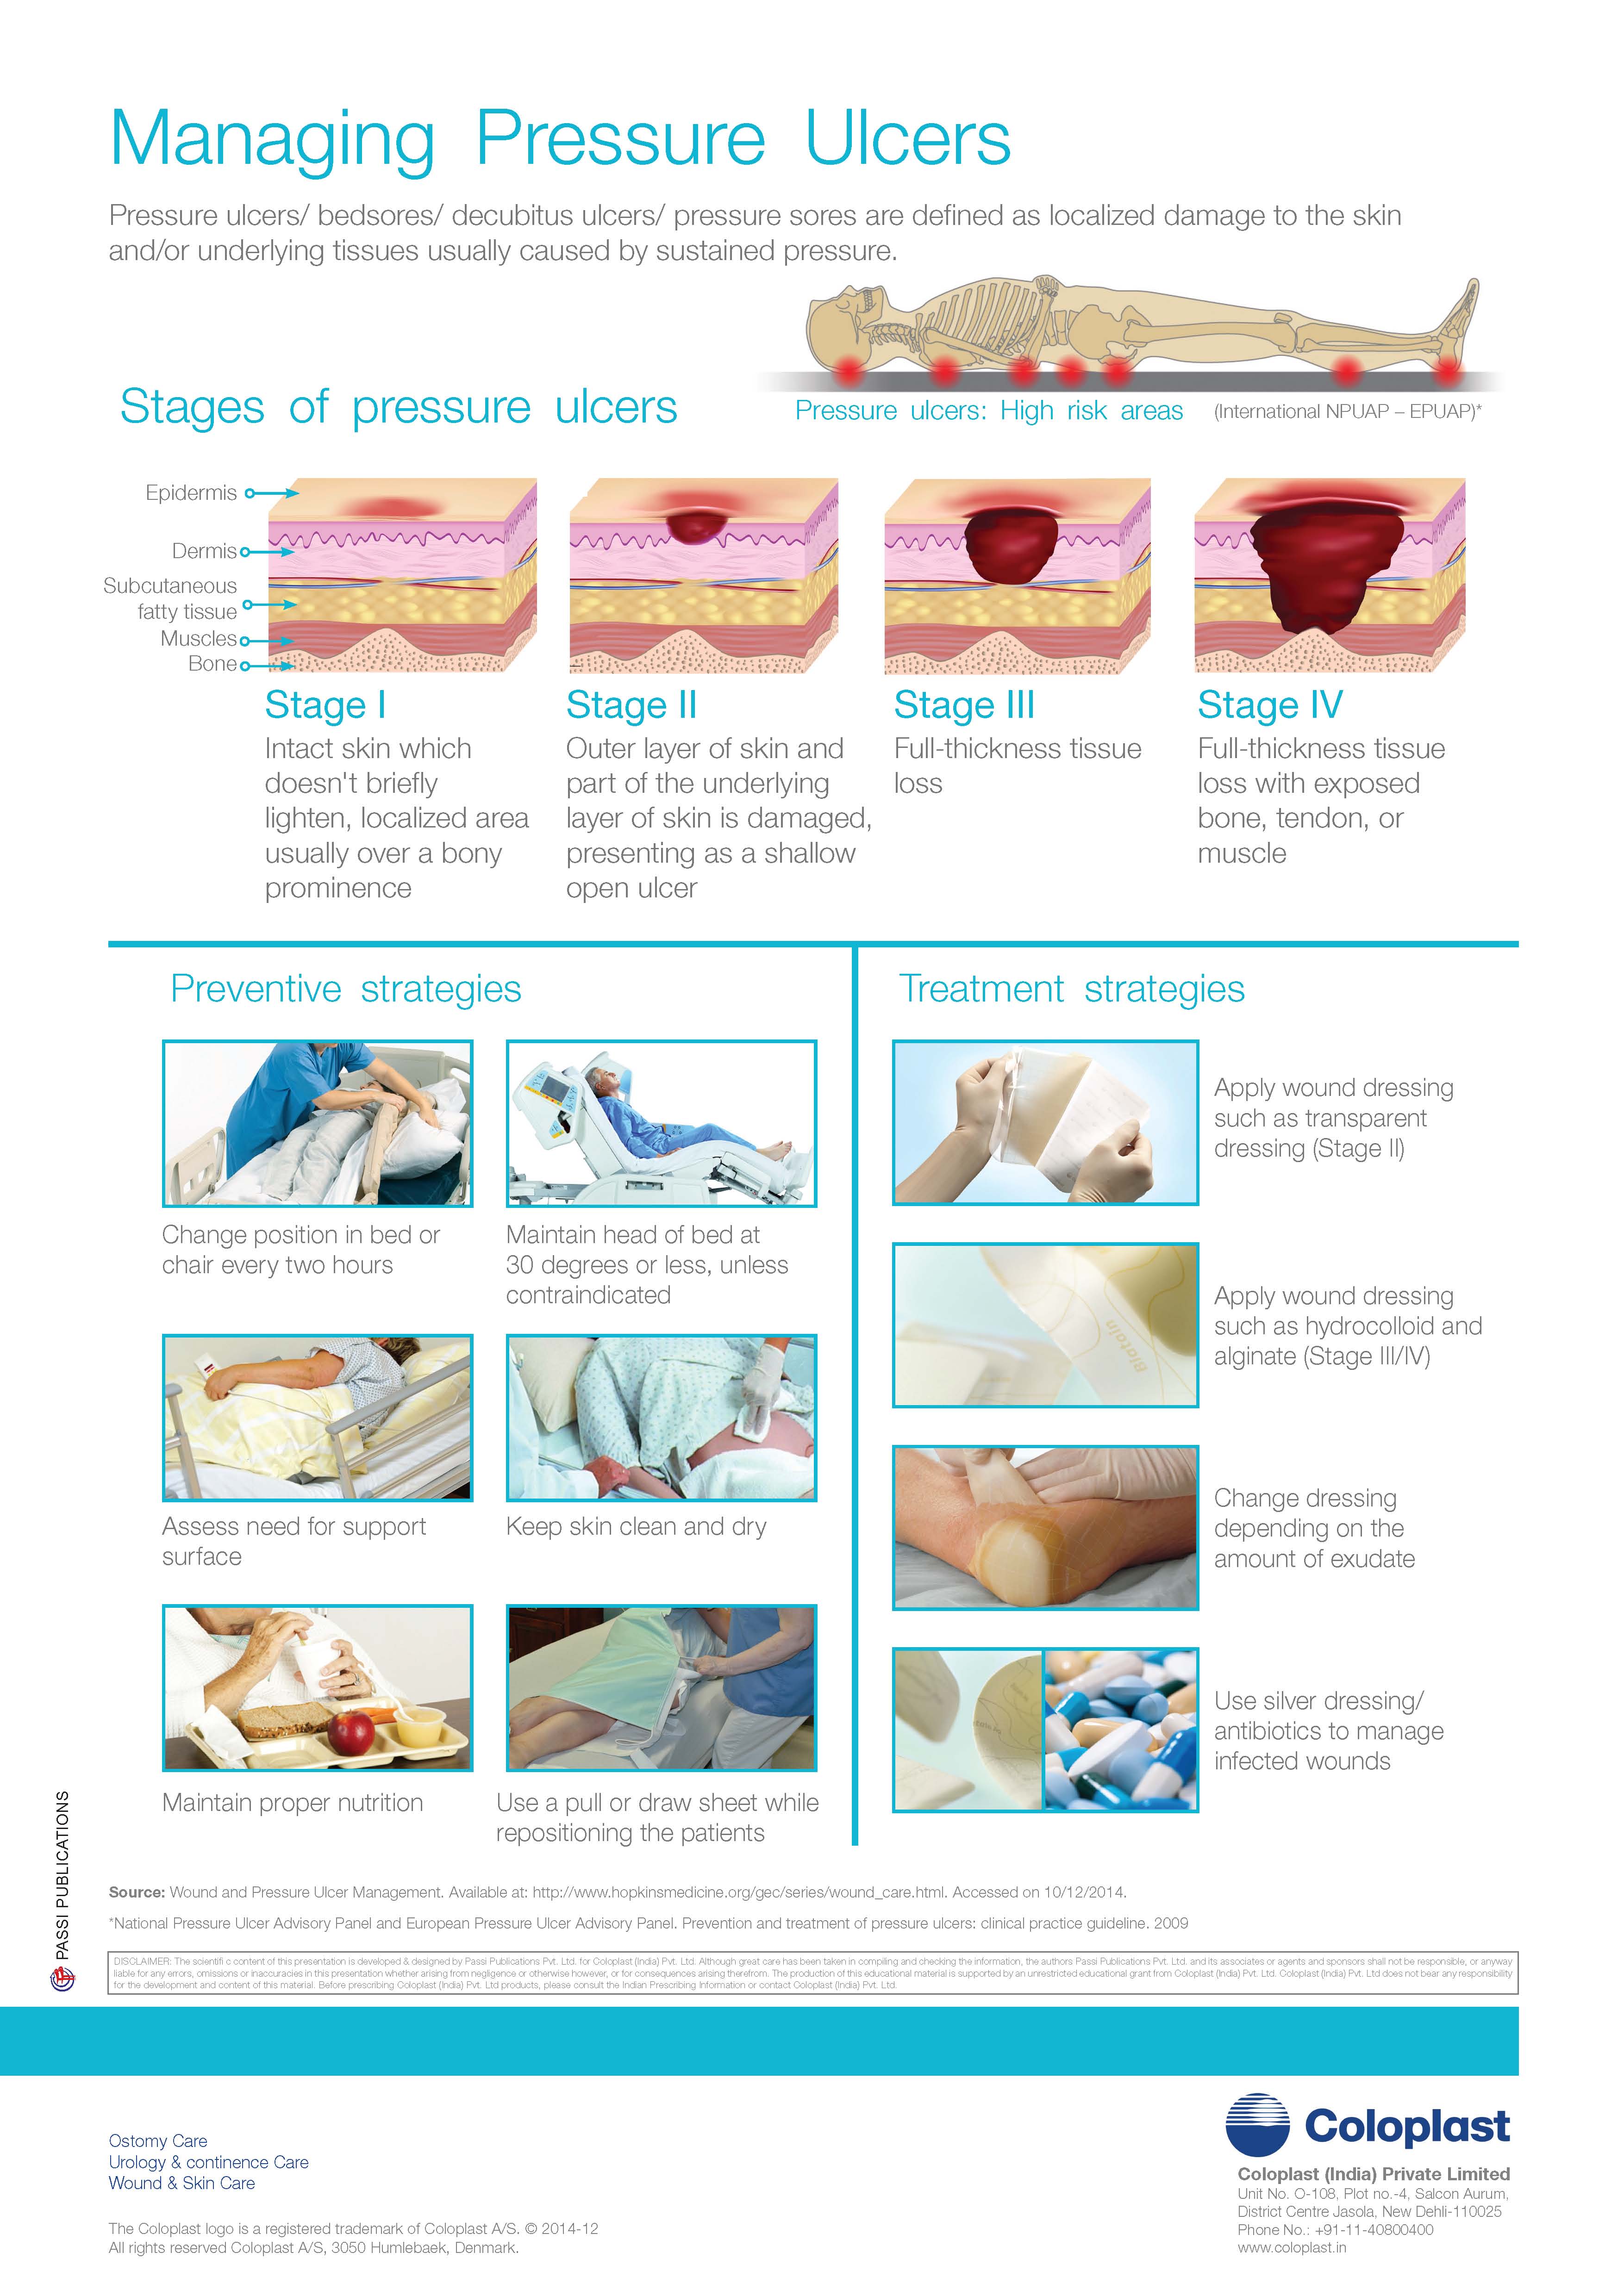 Managing Pressure Ulcers
Pressure ulcers/ bedsores/ decubitus ulcers/ pressure sores are defined as localized damage to the skin
and/or underlying tissues usually caused by sustained pressure.
Stages of pressure ulcers
Pressure ulcers: High risk areas (International NPUAP – EPUAP)*
Epidermis
Dermis
Subcutaneous
fatty tissue
Muscles
Bone
Stage I
Intact skin which
doesn't briefly
lighten, localized area
usually over a bony
prominence
Stage II
Outer layer of skin and
part of the underlying
layer of skin is damaged,
presenting as a shallow
open ulcer
Stage III
Full-thickness tissue
loss
Stage IV
Full-thickness tissue
loss with exposed
bone, tendon, or
muscle
Preventive strategies
Change position in bed or
chair every two hours
Maintain head of bed at
30 degrees or less, unless
contraindicated
Assess need for support
surface
Keep skin clean and dry
Maintain proper nutrition
Use a pull or draw sheet while
repositioning the patients
Treatment strategies
Apply wound dressing
such as transparent
dressing (Stage II)
Biatain
Apply wound dressing
such as hydrocolloid and
alginate (Stage III/IV)
Change dressing
depending on the
amount of exudate
Use silver dressing/
antibiotics to manage
infected wounds
PASSI PUBLICATIONS
Source: Wound and Pressure Ulcer Management. Available at: http://www.hopkinsmedicine.org/gec/series/wound_care.html. Accessed on 10/12/2014.
*National Pressure Ulcer Advisory Panel and European Pressure Ulcer Advisory Panel. Prevention and treatment of pressure ulcers: clinical practice guideline. 2009
DISCLAIMER: The scientifi c content of this presentation is developed & designed by Passi Publications Pvt. Ltd. for Coloplast (India) Pvt. Ltd. Although great care has been taken in compiling and checking the information, the authors Passi Publications Pvt. Ltd. and its associates or agents and sponsors shall not be responsible, or anyway
liable for any errors, omissions or inaccuracies in this presentation whether arising from negligence or otherwise however, or for consequences arising therefrom. The production of this educational material is supported by an unrestricted educational grant from Coloplast (India) Pvt. Ltd. Coloplast (India) Pvt. Ltd does not bear any responsibility
for the development and content of this material. Before prescribing Coloplast (India) Pvt. Ltd products, please consult the Indian Prescribing Information or contact Coloplast (India) Pvt. Ltd.
Ostomy Care
Urology & continence Care
Wound & Skin Care
The Coloplast logo is a registered trademark of Coloplast A/S. © 2014-12
All rights reserved Coloplast A/S, 3050 Humlebaek, Denmark.
Coloplast
Coloplast (India) Private Limited
Unit No. O-108, Plot no.-4, Salcon Aurum,
District Centre Jasola, New Dehli-110025
Phone No.: +91-11-40800400
www.coloplast.in